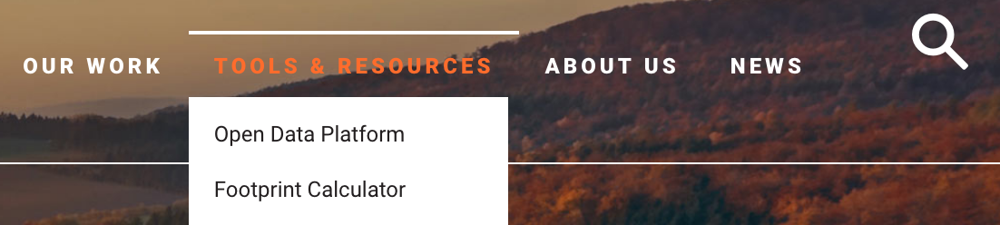 OUR WORK TOOLS & RESOURCES ABOUT US NEWS
Open Data Platform
Footprint Calculator